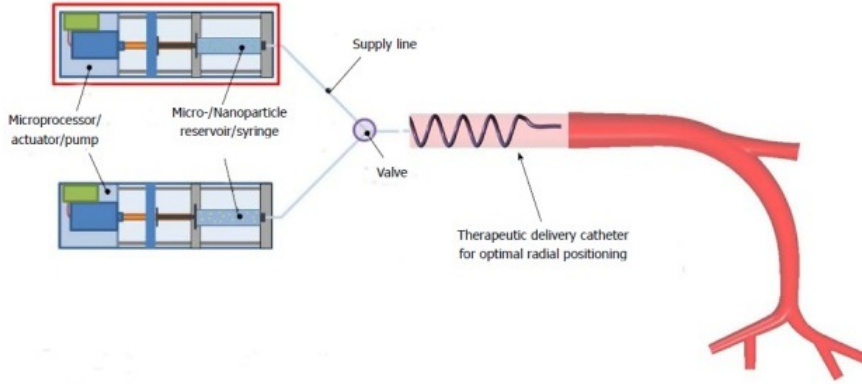 Supply line
Microprocessor/
actuator/pump
Micro-/Nanoparticle
reservoir/syringe
Valve
Therapeutic delivery catheter
for optimal radial positioning